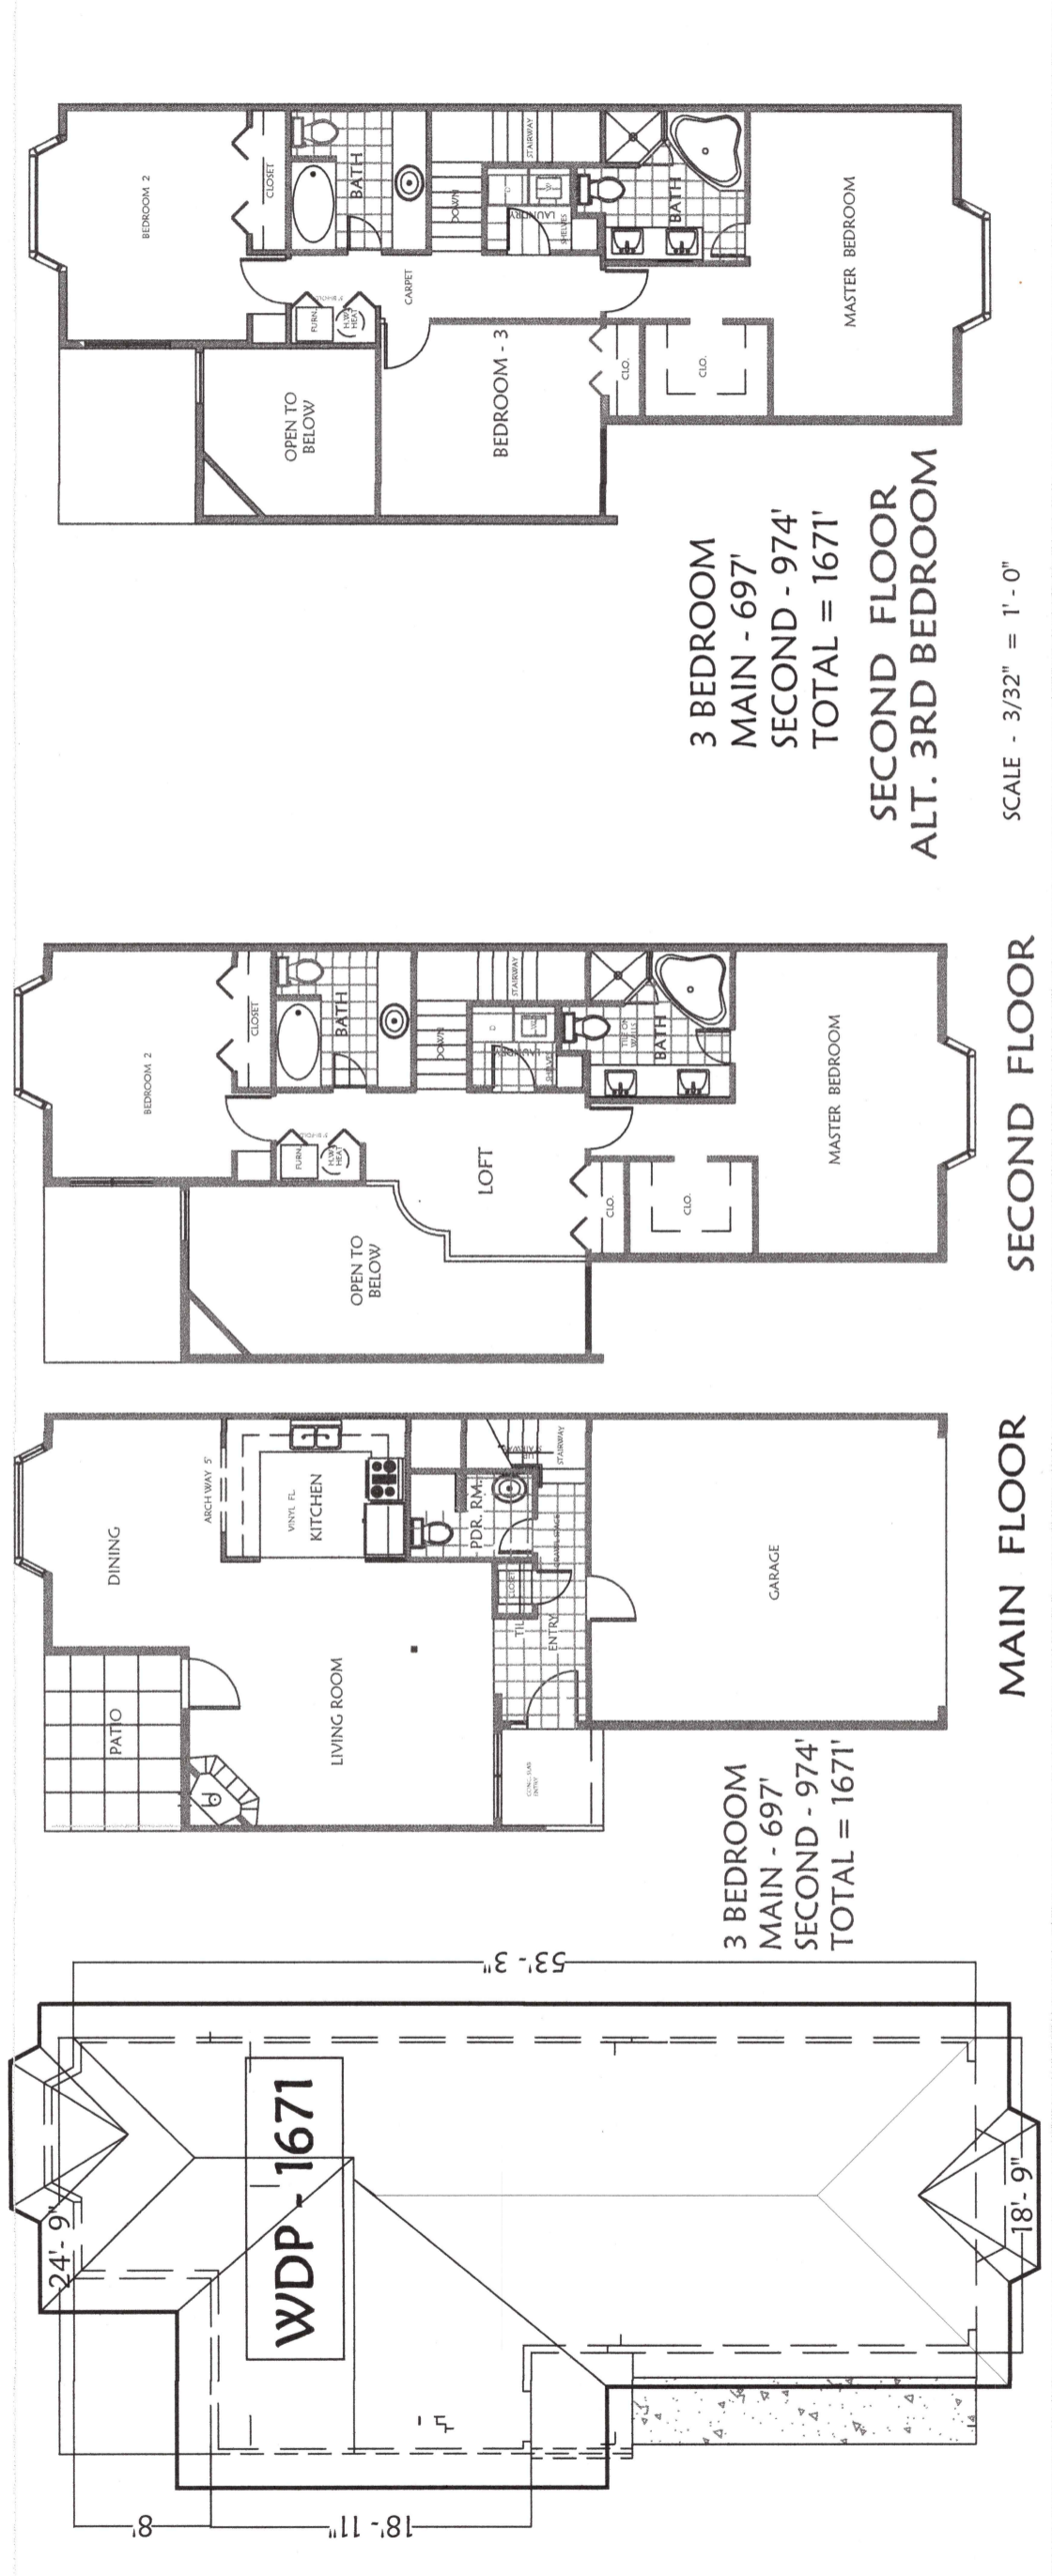 WDP - 1671
53'- 3"
24'- 9"
18'- 9"
8'
18'- 11"
PATIO
DINING
ARCH WAY 5'
VINYL FL.
KITCHEN
LIVING ROOM
PDR. RM.
CLOSET
ENTRY
CONC. SLAB
ENTRY
STAIRWAY
GARAGE
3 BEDROOM
MAIN - 697'
SECOND - 974'
TOTAL = 1671'
MAIN FLOOR
BEDROOM 2
CLOSET
BATH
FURN.
H.W.
HEAT
DOWN
STAIRWAY
D
LAUNDRY
LOFT
OPEN TO
BELOW
TILE ON
WALLS
BATH
CLO.
CLO.
MASTER BEDROOM
SECOND FLOOR
BEDROOM 2
CLOSET
BATH
FURN.
H.W.
HEAT
CARPET
DOWN
STAIRWAY
LAUNDRY
SHELVES
OPEN TO
BELOW
BEDROOM - 3
BATH
CLO.
CLO.
MASTER BEDROOM
3 BEDROOM
MAIN - 697'
SECOND - 974'
TOTAL = 1671'
SECOND FLOOR
ALT. 3RD BEDROOM
SCALE - 3/32" = 1' - 0"